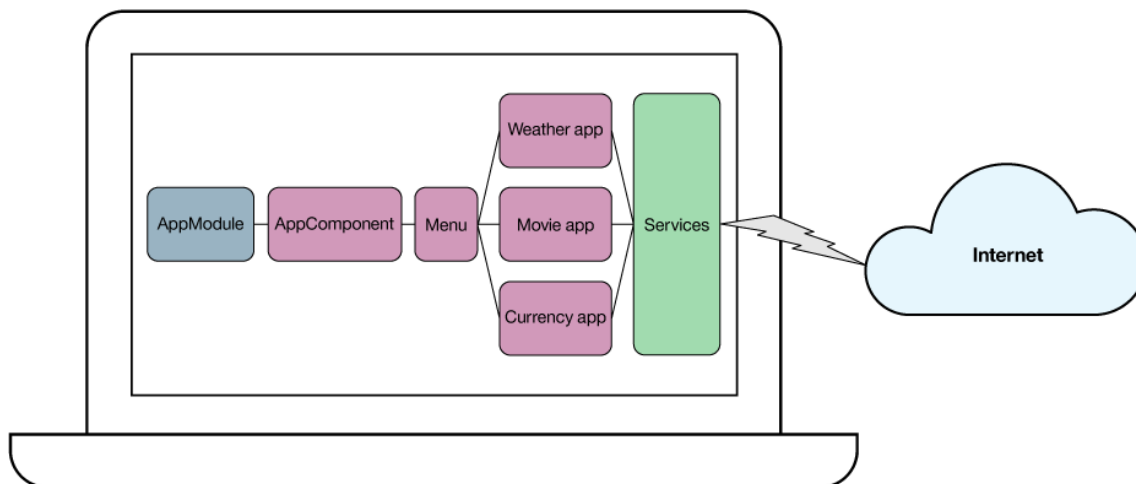 Weather app
AppModule
AppComponent
Menu
Movie app
Services
Currency app
Internet